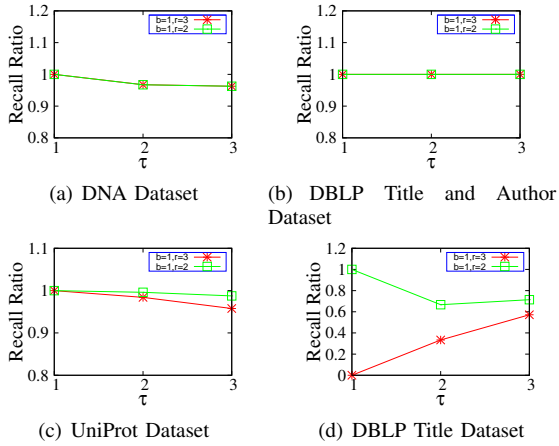 b=1,r=3
b=1,r=2
Recall Ratio
1.2
1.1
1
0.9
0.8
1 2 3
τ
(a) DNA Dataset
b=1,r=3
b=1,r=2
Recall Ratio
1.2
1.1
1
0.9
0.8
1 2 3
τ
(b) DBLP Title and Author
Dataset
b=1,r=3
b=1,r=2
Recall Ratio
1.1
1
0.9
0.8
1 2 3
τ
(c) UniProt Dataset
b=1,r=3
b=1,r=2
Recall Ratio
1.2
1
0.8
0.6
0.4
0.2
0
1 2 3
τ
(d) DBLP Title Dataset